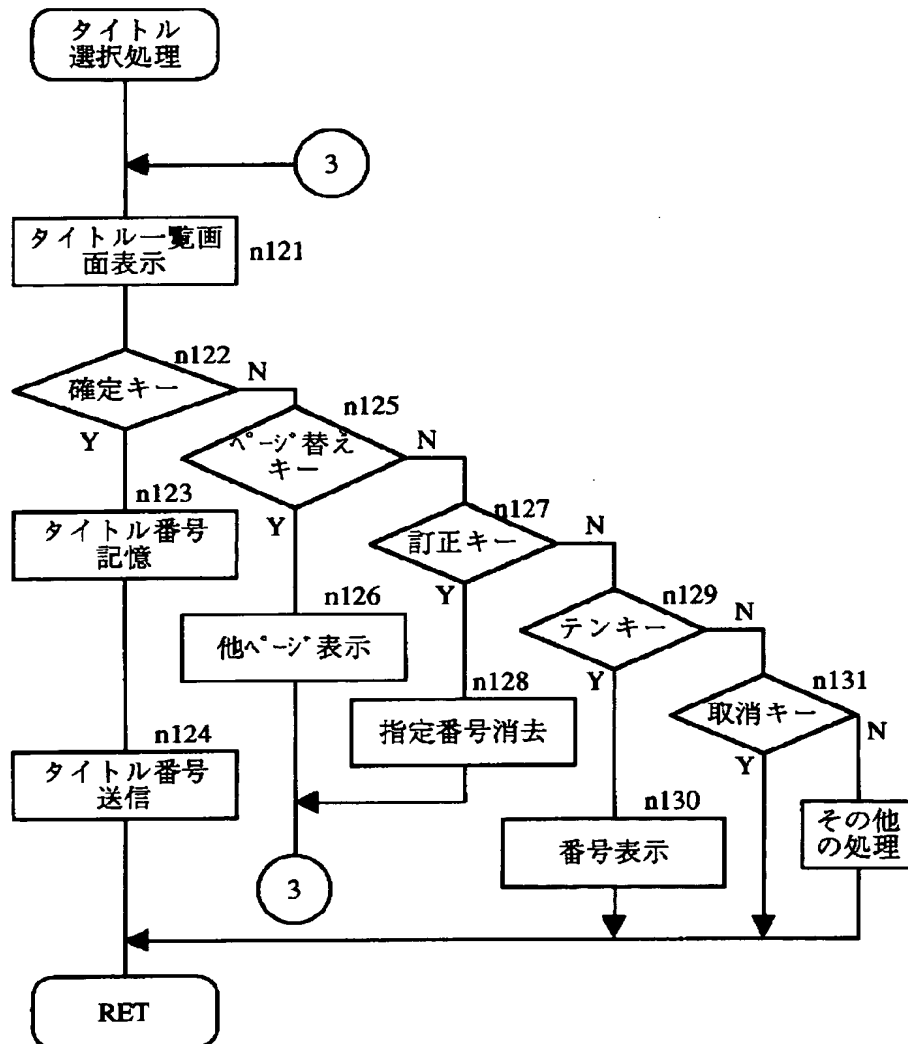 タイトル
選択処理
3
タイトル一覧画
面表示
n121
n122
確定キー
N
Y
n125
ページ替え
キー
N
Y
n123
タイトル番号
記憶
n127
訂正キー
N
Y
n126
他ページ表示
n129
テンキー
N
Y
n128
指定番号消去
n131
取消キー
N
Y
n124
タイトル番号
送信
n130
番号表示
その他
の処理
3
RET